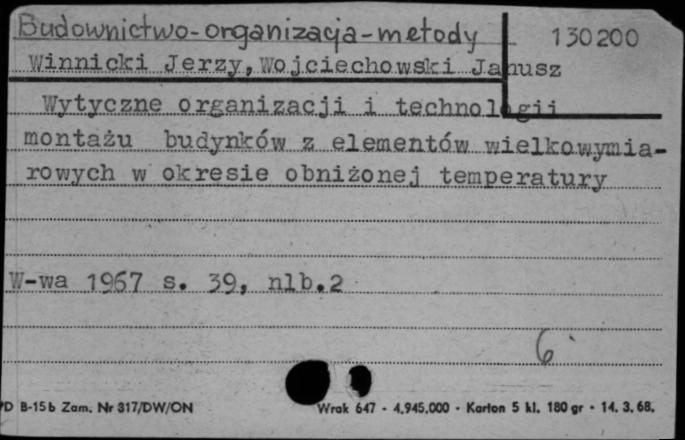 Budownictwo-organizacja-metody 130200
Winnicki Jerzy, Wojciechowski Janusz
Wytyczne organizacji i technologii
montażu budynków z elementów wielkowymia-
rowych w okresie obniżonej temperatury
W-wa 1967 s. 39, nlb.2
6
PD B-15b Zam. Nr 317/DW/ON Wrak 647 - 4.945.000 - Karton 5 kl. 180 gr - 14. 3. 68.